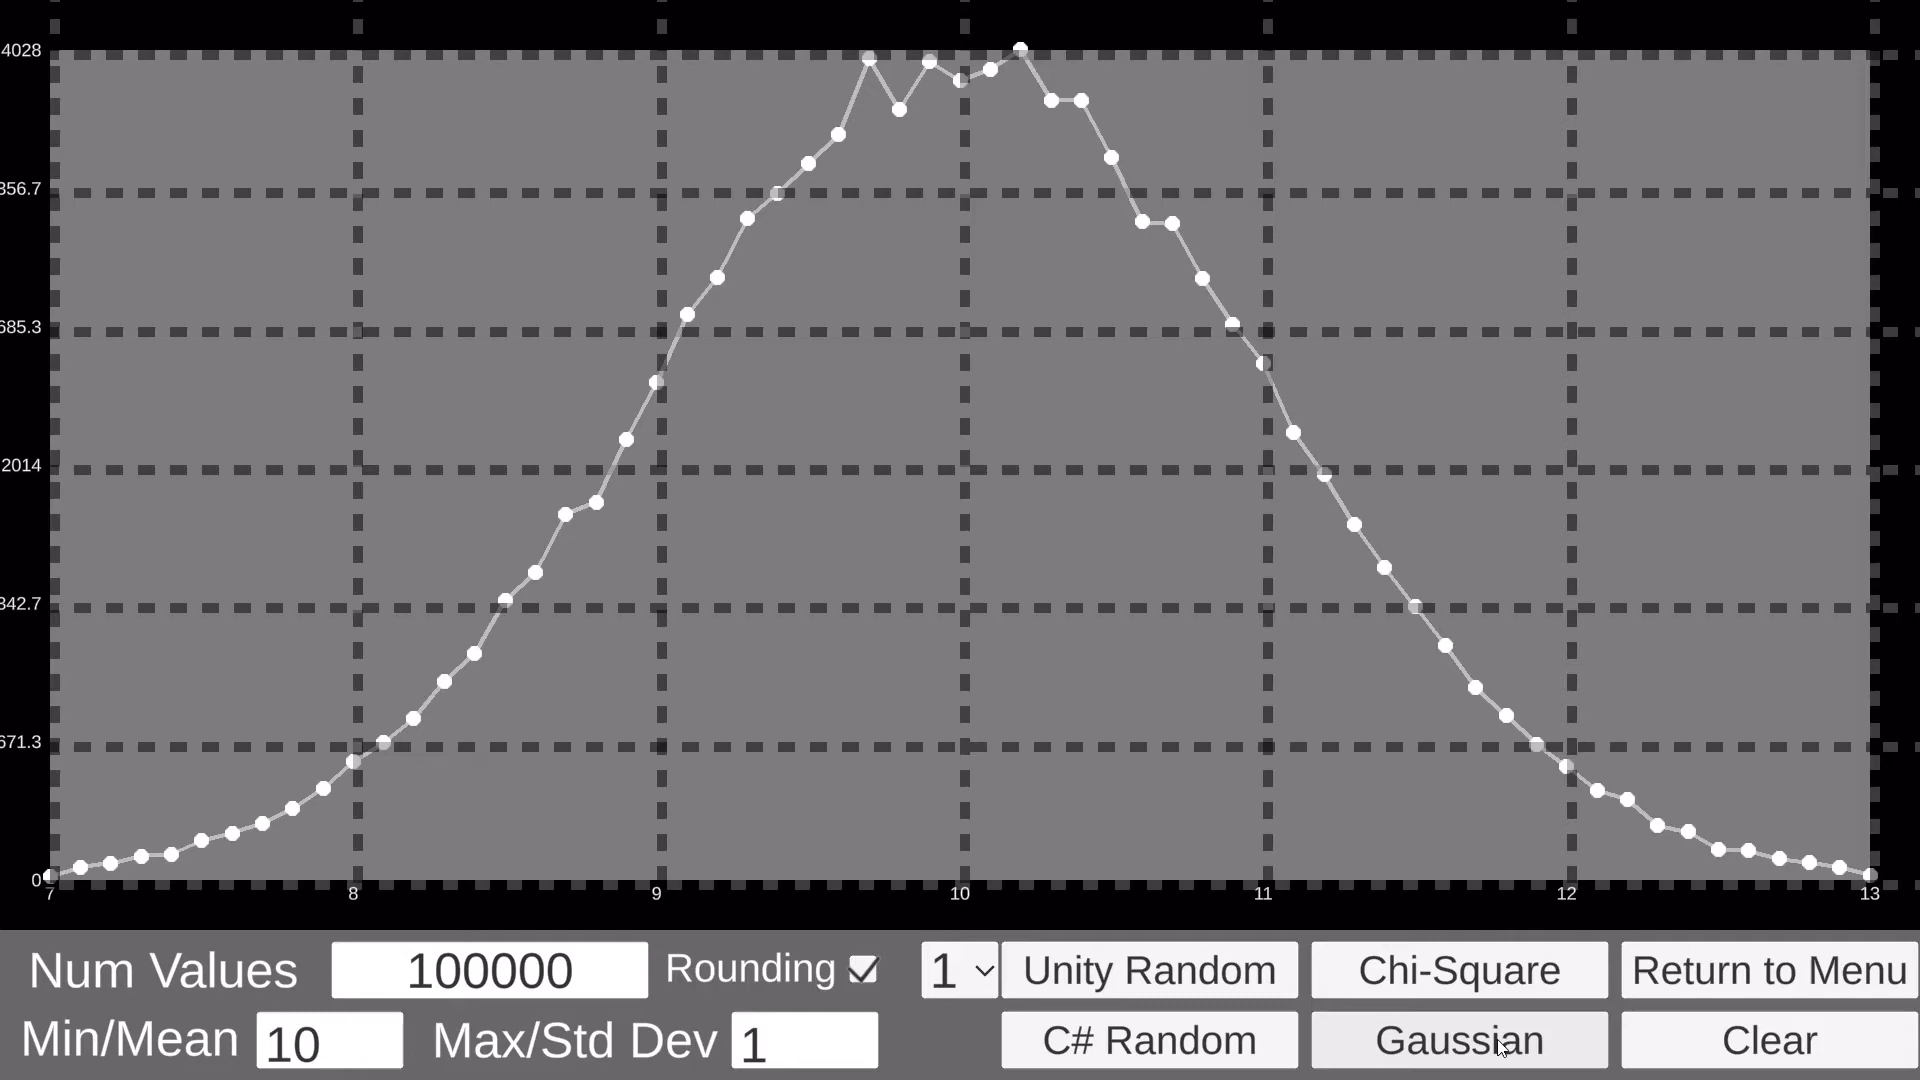 4028
356.7
685.3
2014
342.7
671.3
0
7 8 9 10 11 12 13
Num Values 100000 Rounding 1 Unity Random Chi-Square Return to Menu
Min/Mean 10 Max/Std Dev 1 C# Random Gaussian Clear